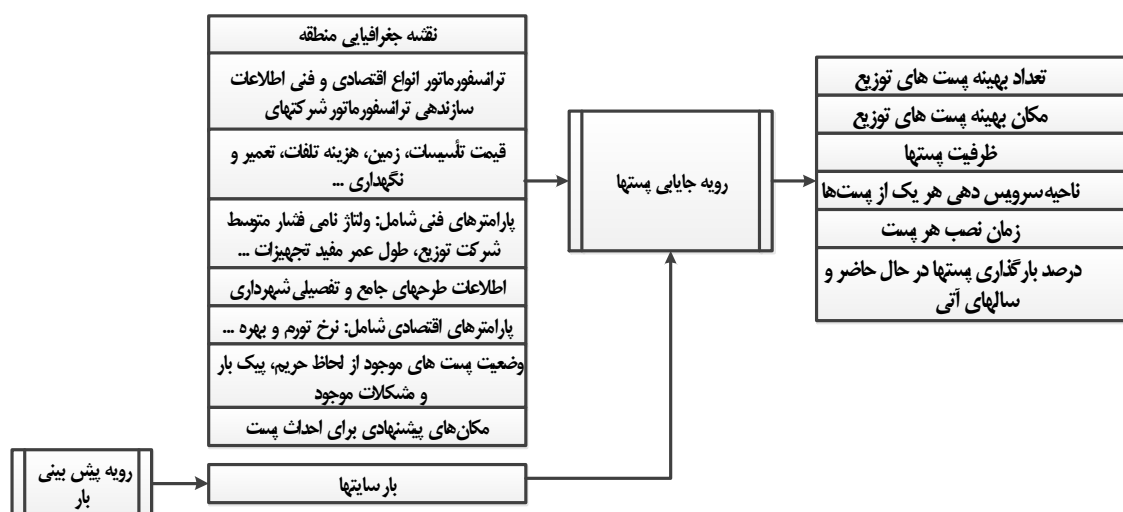 نقشه جغرافیایی منطقه
ترانسفورماتور انواع اقتصادی و فنی اطلاعات
سازندهی ترانسفورماتور شرکتهای
قیمت تأسیسات، زمین، هزینه تلفات، تعمیر و
نگهداری ...
پارامترهای فنی شامل: ولتاژ نامی فشار متوسط
شرکت توزیع، طول عمر مفید تجهیزات ...
اطلاعات طرحهای جامع و تفصیلی شهرداری
پارامترهای اقتصادی شامل: نرخ تورم و بهره ...
وضعیت پست های موجود از لحاظ حریم، پیک بار
و مشکلات موجود
مکان‌های پیشنهادی برای احداث پست
رویه پیش بینی
بار
بار سایتها
رویه جایابی پستها
تعداد بهینه پست های توزیع
مکان بهینه پست های توزیع
ظرفیت پستها
ناحیه‌سرویس دهی هر یک از پست‌ها
زمان نصب هر پست
درصد بارگذاری پستها در حال حاضر و
سالهای آتی